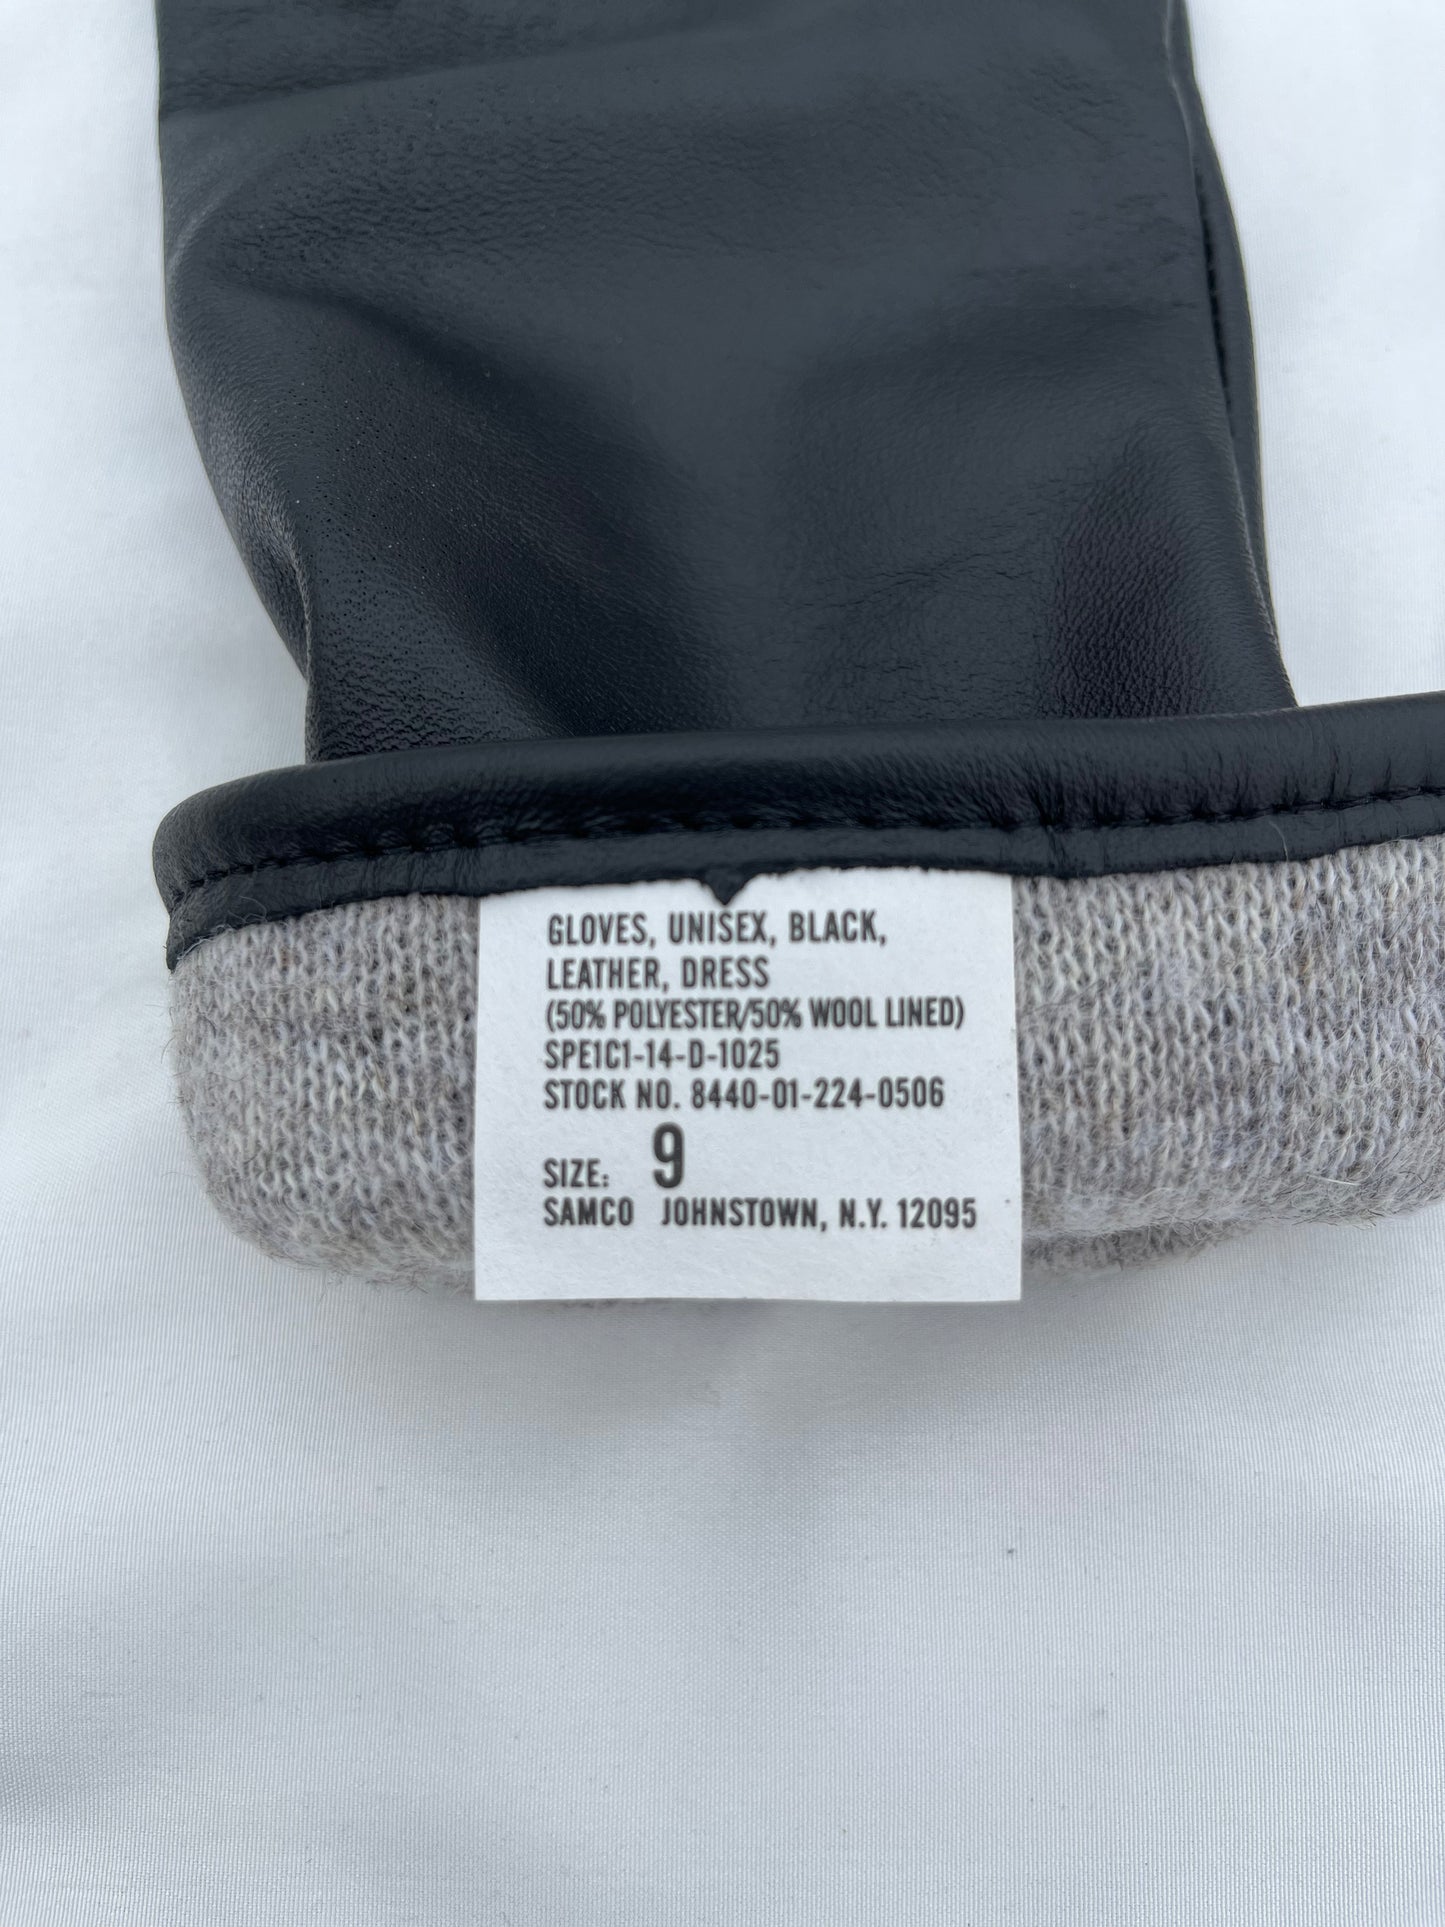 GLOVES, UNISEX, BLACK,
LEATHER, DRESS
(50% POLYESTER/50% WOOL LINED)
SPE1C1-14-D-1025
STOCK NO. 8440-01-224-0506
SIZE: 9
SAMCO JOHNSTOWN, N.Y. 12095